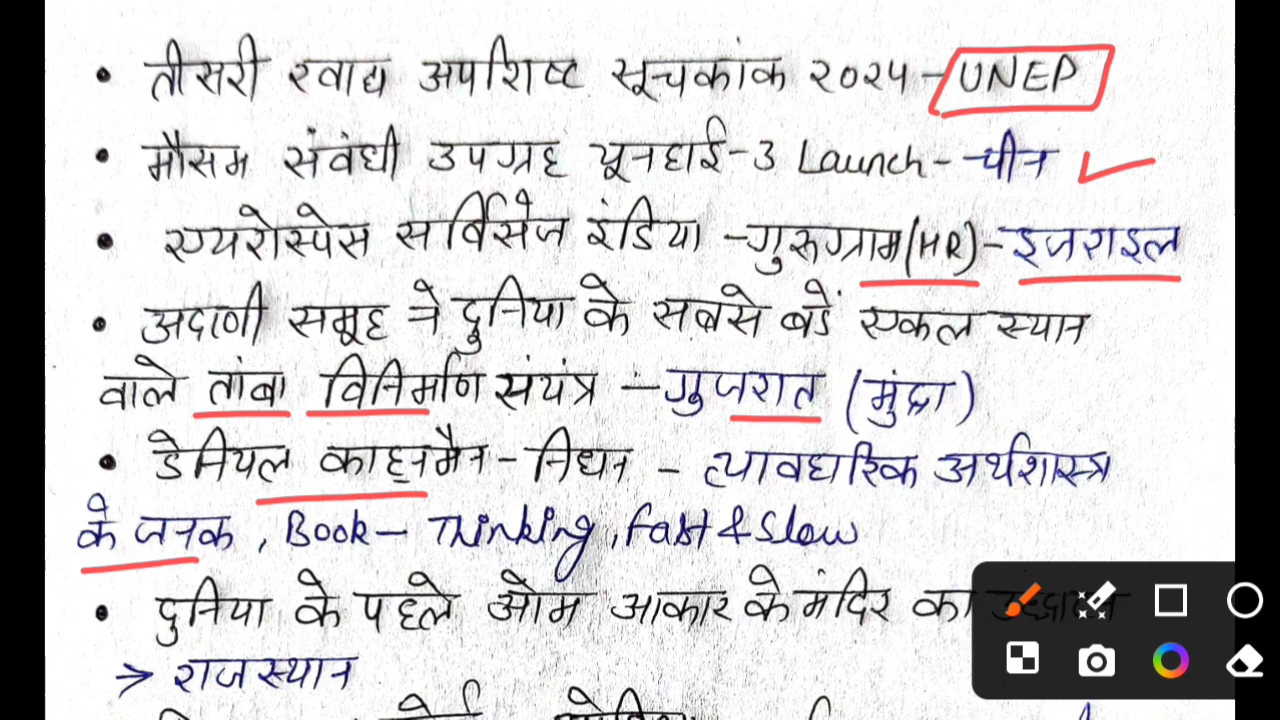 • तीसरी खाद्य अपशिष्ट सूचकांक २०२४ - UNEP
• मौसम संबंधी उपग्रह यूनहाई-3 Launch - चीन
• एयरोस्पेस सर्विसेज इंडिया - गुरुग्राम(HR) - इजराइल
• अदाणी समूह ने दुनिया के सबसे बडें एकल स्थान
वाले तांबा विनिर्माण संयंत्र - गुजरात (मुंद्रा)
• डेनियल काह्नमैन - निधन - व्यावहारिक अर्थशास्त्र
के जनक, Book - Thinking, Fast & Slow
• दुनिया के पहले ओम आकार के मंदिर का
→ राजस्थान